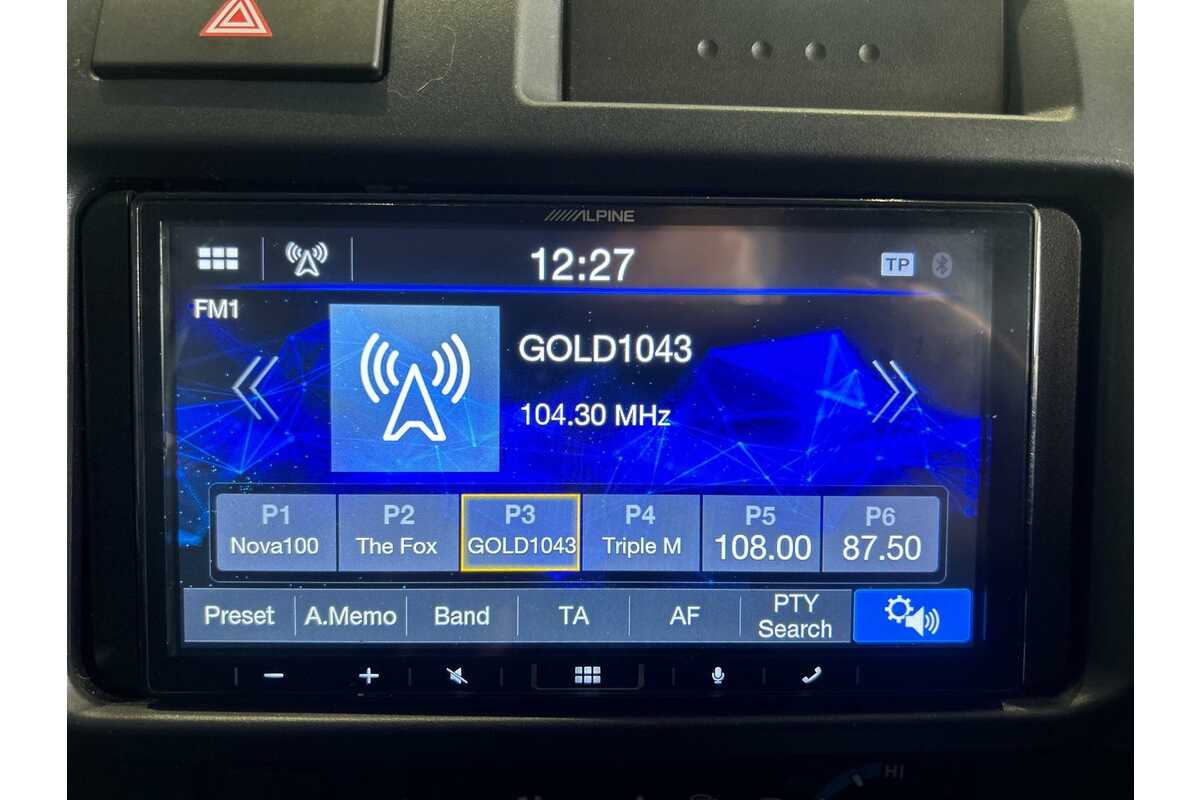 ALPINE
12:27
TP
FM1
GOLD1043
104.30 MHz
P1
Nova100
P2
The Fox
P3
GOLD1043
P4
Triple M
P5
108.00
P6
87.50
Preset
A.Memo
Band
TA
AF
PTY
Search
HI